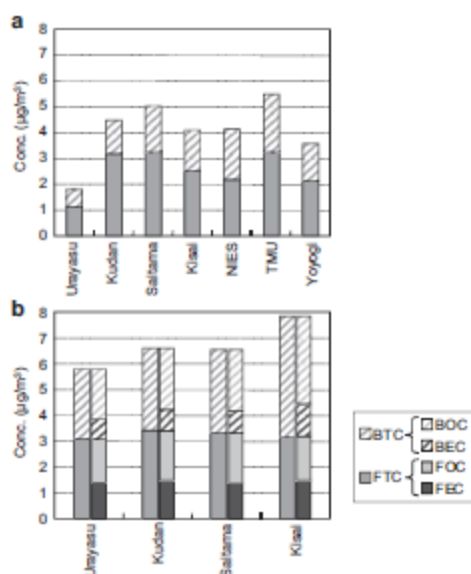 a
Conc. (µg/m³)
8
7
6
5
4
3
2
1
0
Urayasu
Kudan
Saitama
Kisai
NIES
TMU
Yoyogi
b
Conc. (µg/m³)
8
7
6
5
4
3
2
1
0
Urayasu
Kudan
Saitama
Kisai
BTC
BOC
BEC
FTC
FOC
FEC